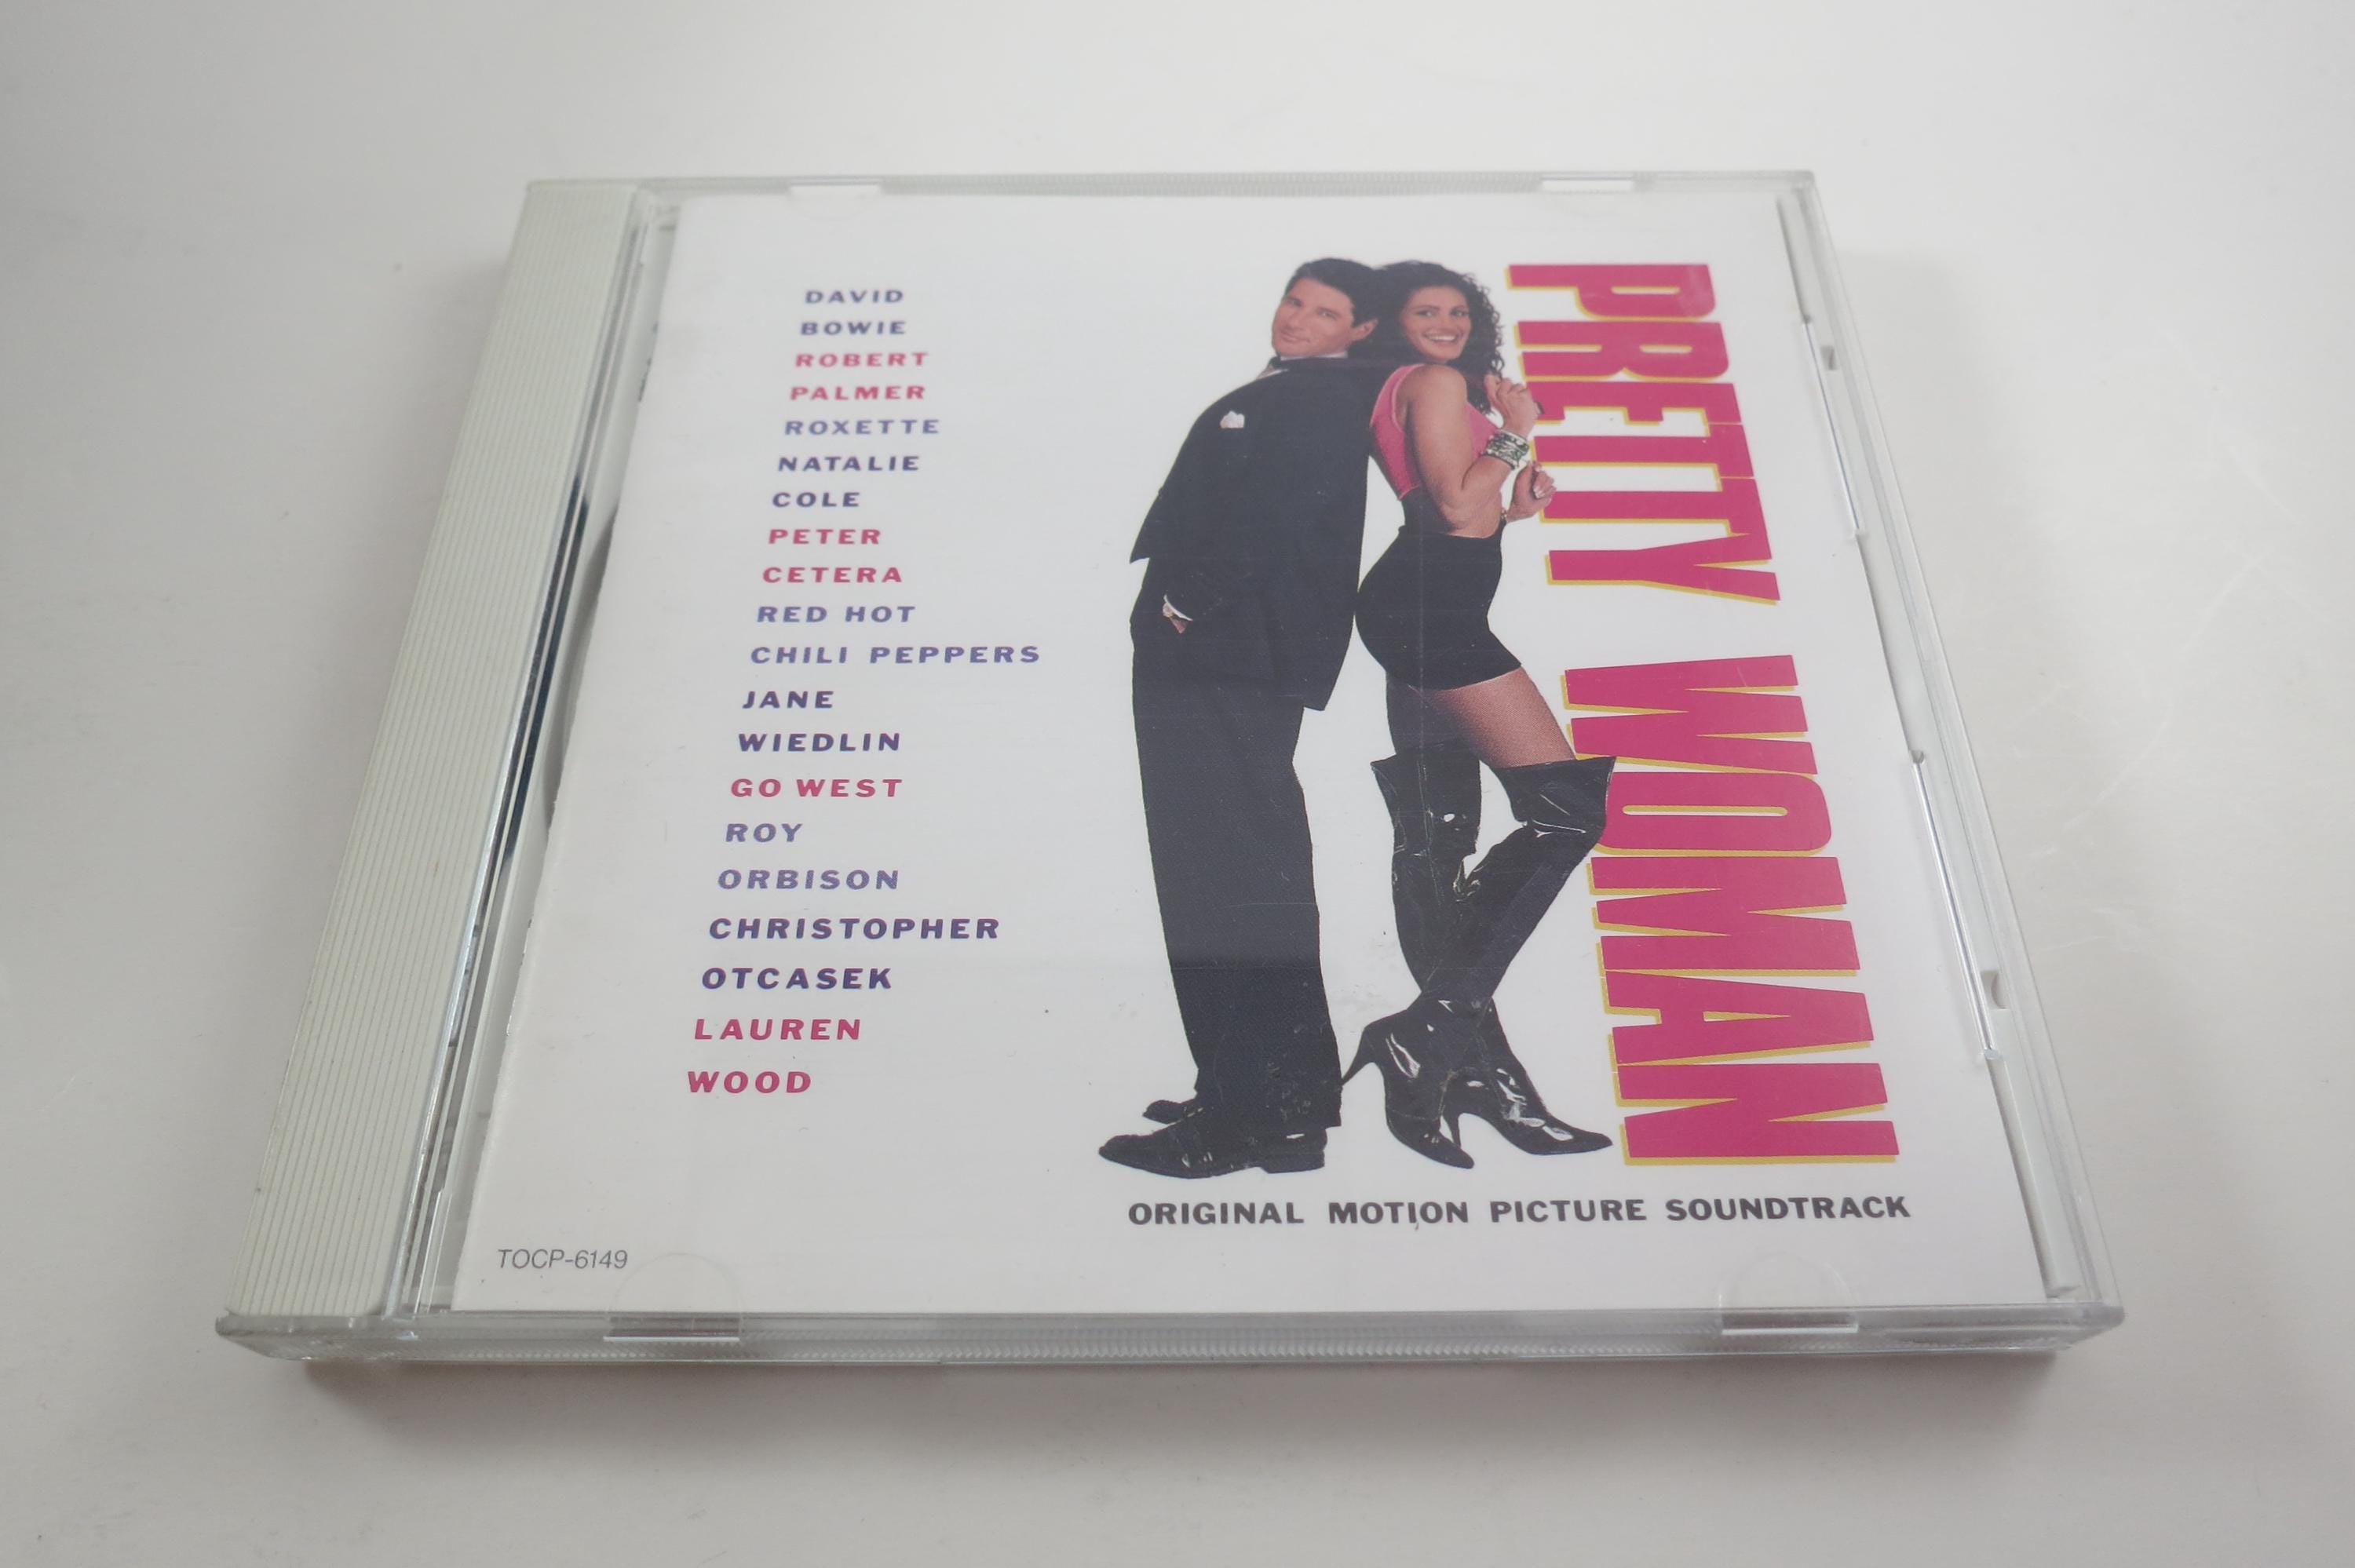 DAVID
BOWIE
ROBERT
PALMER
ROXETTE
NATALIE
COLE
PETER
CETERA
RED HOT
CHILI PEPPERS
JANE
WIEDLIN
GO WEST
ROY
ORBISON
CHRISTOPHER
OTCASEK
LAUREN
WOOD
PRETTY WOMAN
ORIGINAL MOTION PICTURE SOUNDTRACK
TOCP-6149